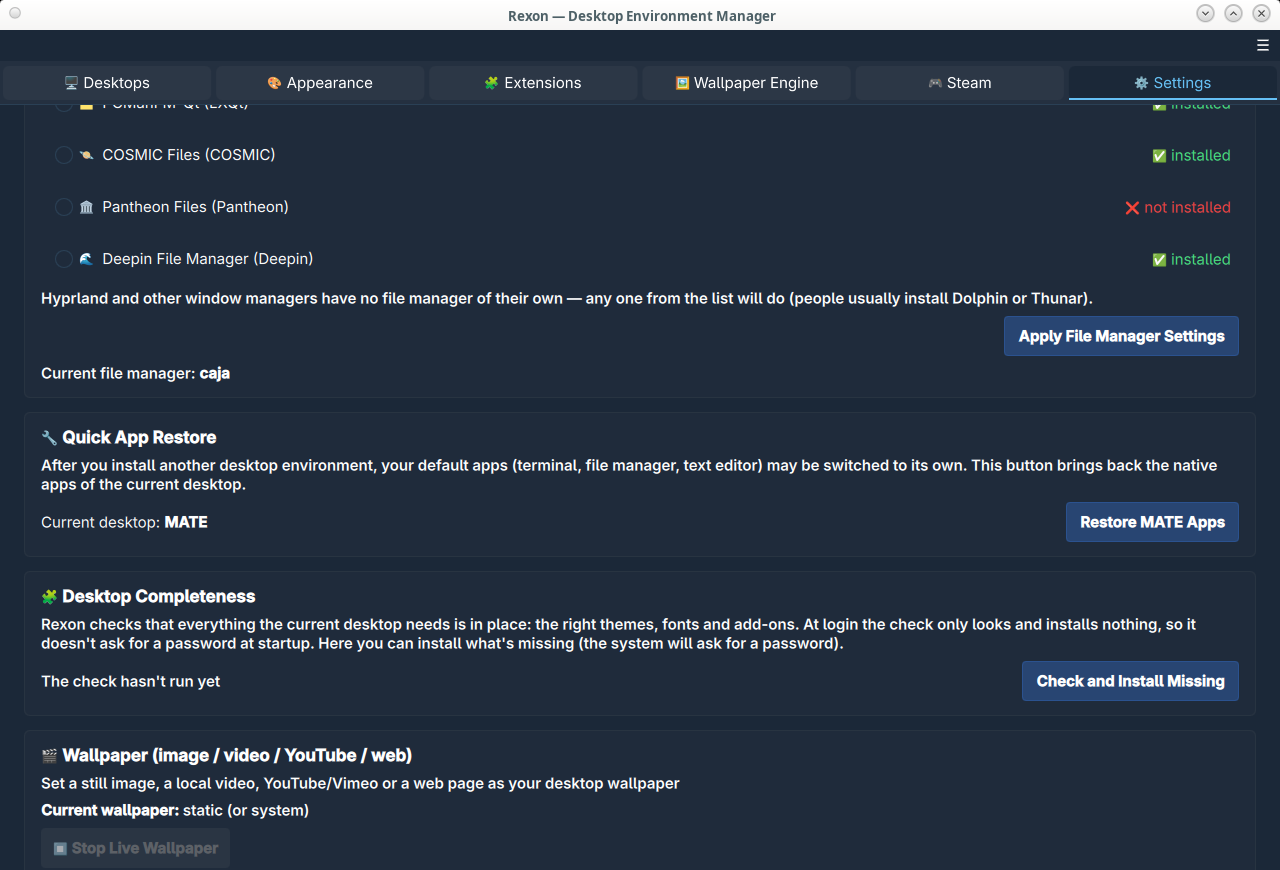 Rexon — Desktop Environment Manager
☰
Desktops
Appearance
Extensions
Wallpaper Engine
Steam
Settings
installed
COSMIC Files (COSMIC)
installed
Pantheon Files (Pantheon)
not installed
Deepin File Manager (Deepin)
installed
Hyprland and other window managers have no file manager of their own — any one from the list will do (people usually install Dolphin or Thunar).
Apply File Manager Settings
Current file manager: caja
Quick App Restore
After you install another desktop environment, your default apps (terminal, file manager, text editor) may be switched to its own. This button brings back the native
apps of the current desktop.
Current desktop: MATE
Restore MATE Apps
Desktop Completeness
Rexon checks that everything the current desktop needs is in place: the right themes, fonts and add-ons. At login the check only looks and installs nothing, so it
doesn't ask for a password at startup. Here you can install what's missing (the system will ask for a password).
The check hasn't run yet
Check and Install Missing
Wallpaper (image / video / YouTube / web)
Set a still image, a local video, YouTube/Vimeo or a web page as your desktop wallpaper
Current wallpaper: static (or system)
Stop Live Wallpaper